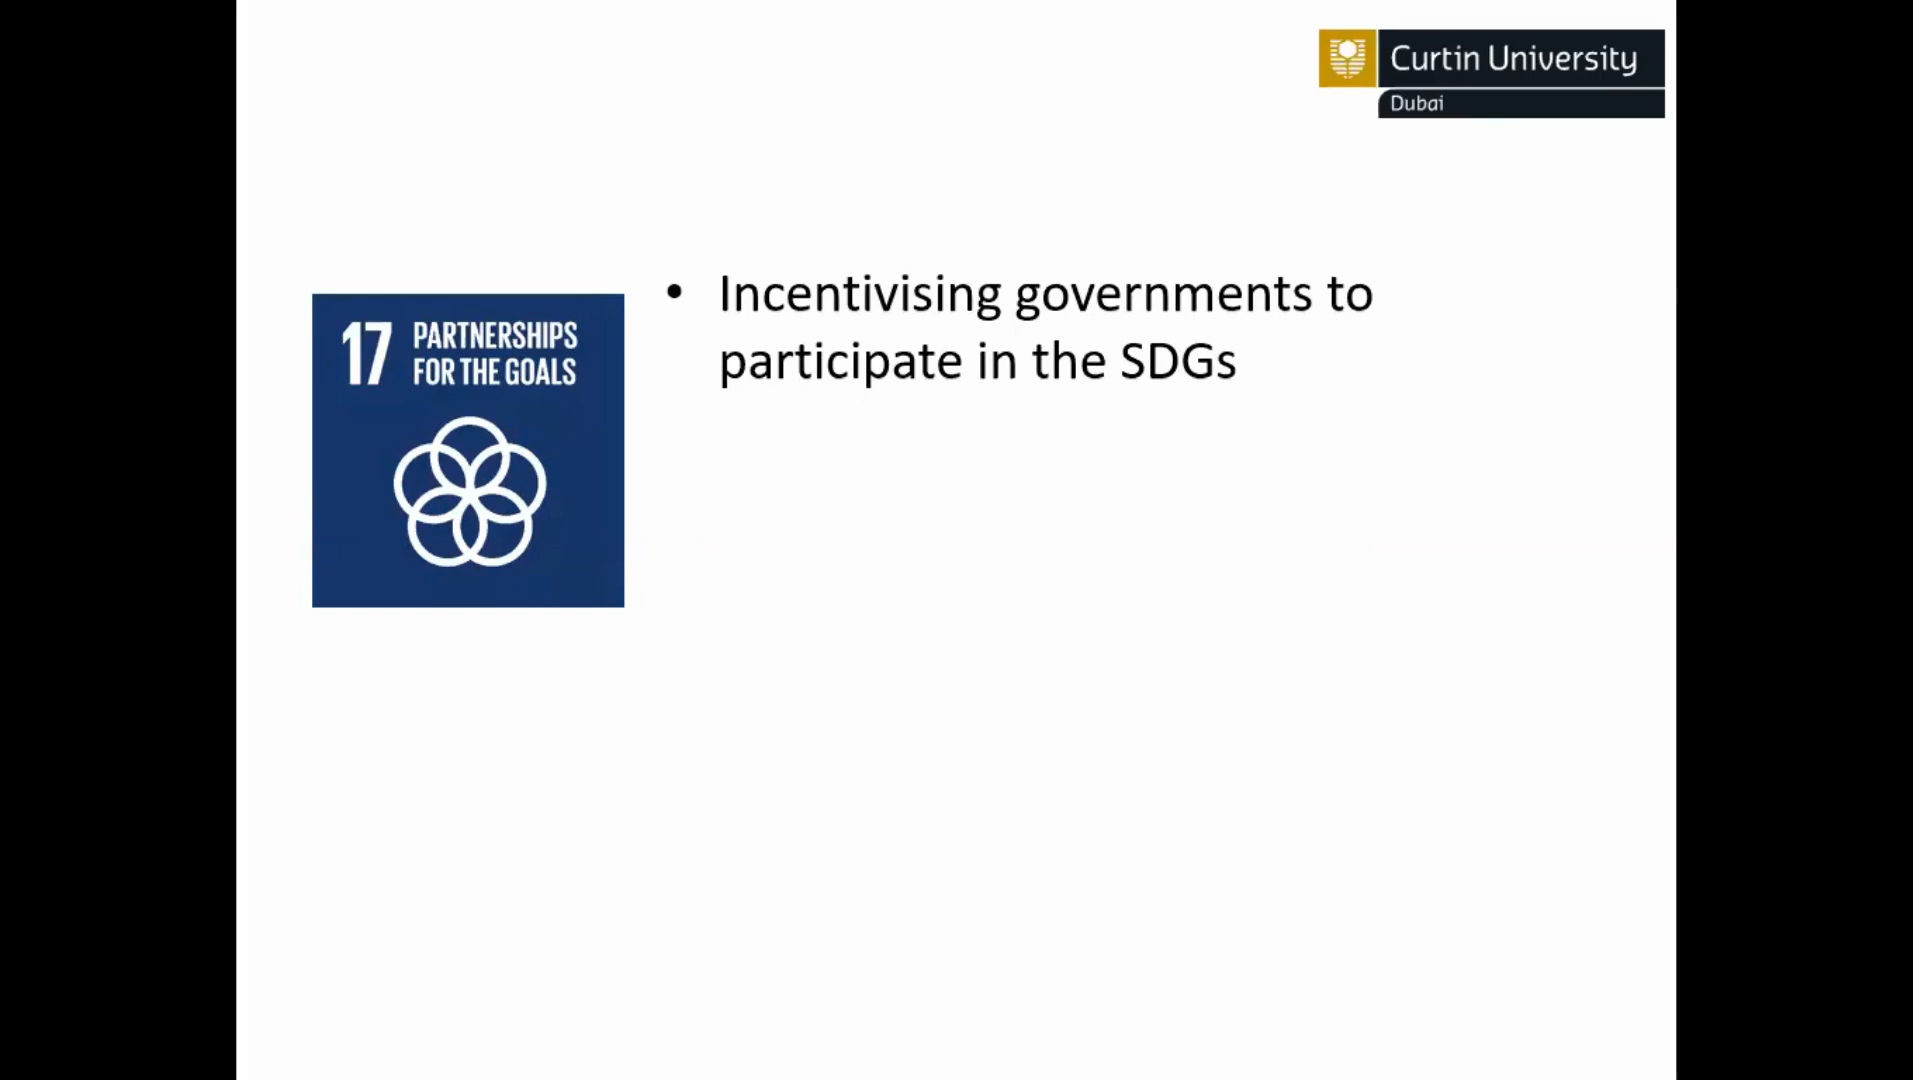 Curtin University
Dubai
17 PARTNERSHIPS
FOR THE GOALS
• Incentivising governments to
participate in the SDGs